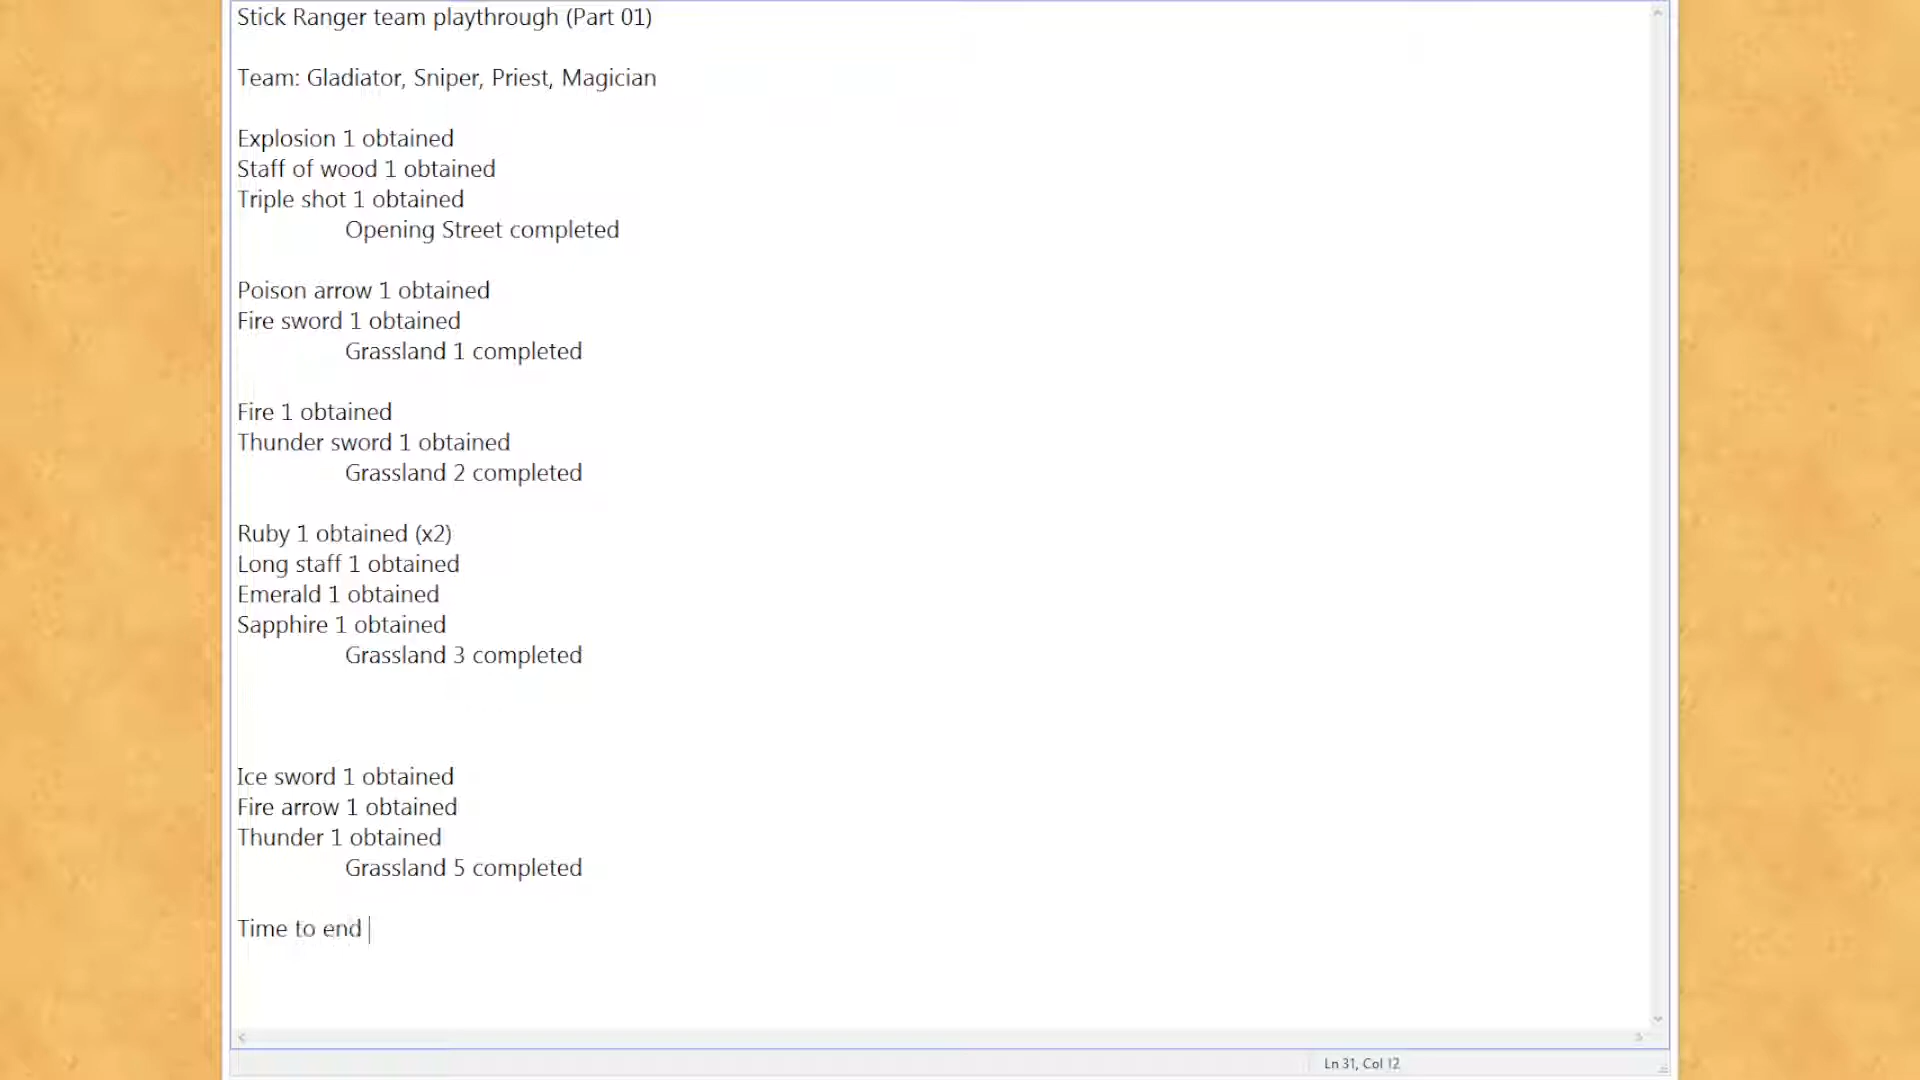 Stick Ranger team playthrough (Part 01)
Team: Gladiator, Sniper, Priest, Magician
Explosion 1 obtained
Staff of wood 1 obtained
Triple shot 1 obtained
Opening Street completed
Poison arrow 1 obtained
Fire sword 1 obtained
Grassland 1 completed
Fire 1 obtained
Thunder sword 1 obtained
Grassland 2 completed
Ruby 1 obtained (x2)
Long staff 1 obtained
Emerald 1 obtained
Sapphire 1 obtained
Grassland 3 completed
Ice sword 1 obtained
Fire arrow 1 obtained
Thunder 1 obtained
Grassland 5 completed
Time to end
Ln 31, Col 12